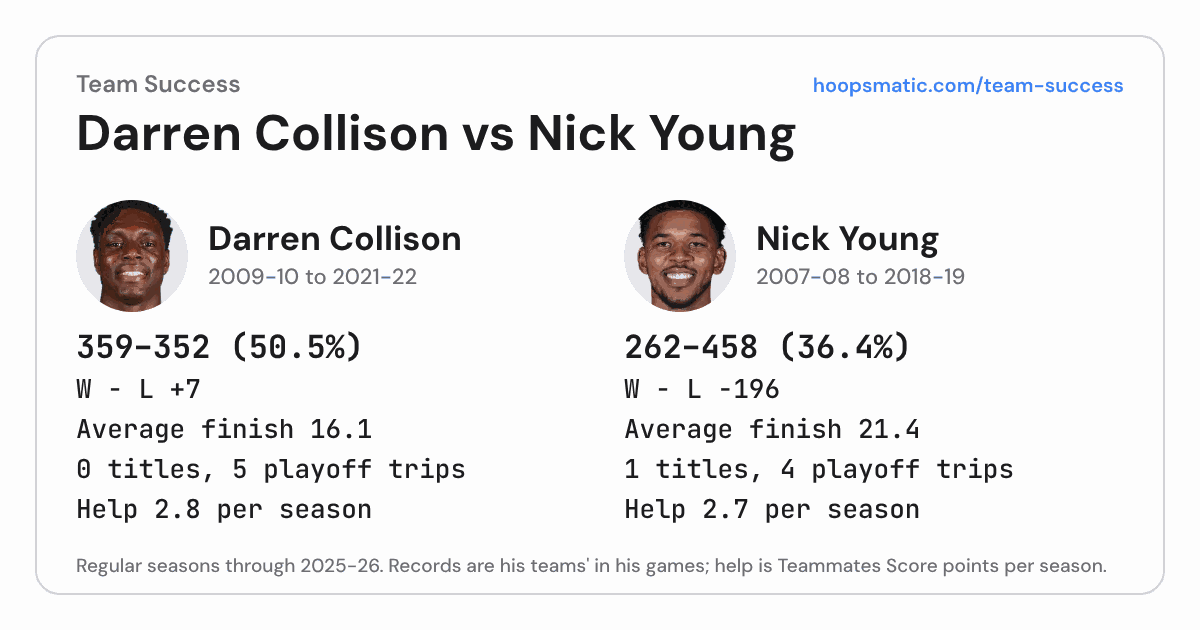 Team Success
hoopsmatic.com/team-success
Darren Collison vs Nick Young
Darren Collison
2009-10 to 2021-22
359-352 (50.5%)
W - L +7
Average finish 16.1
0 titles, 5 playoff trips
Help 2.8 per season
Nick Young
2007-08 to 2018-19
262-458 (36.4%)
W - L -196
Average finish 21.4
1 titles, 4 playoff trips
Help 2.7 per season
Regular seasons through 2025-26. Records are his teams' in his games; help is Teammates Score points per season.